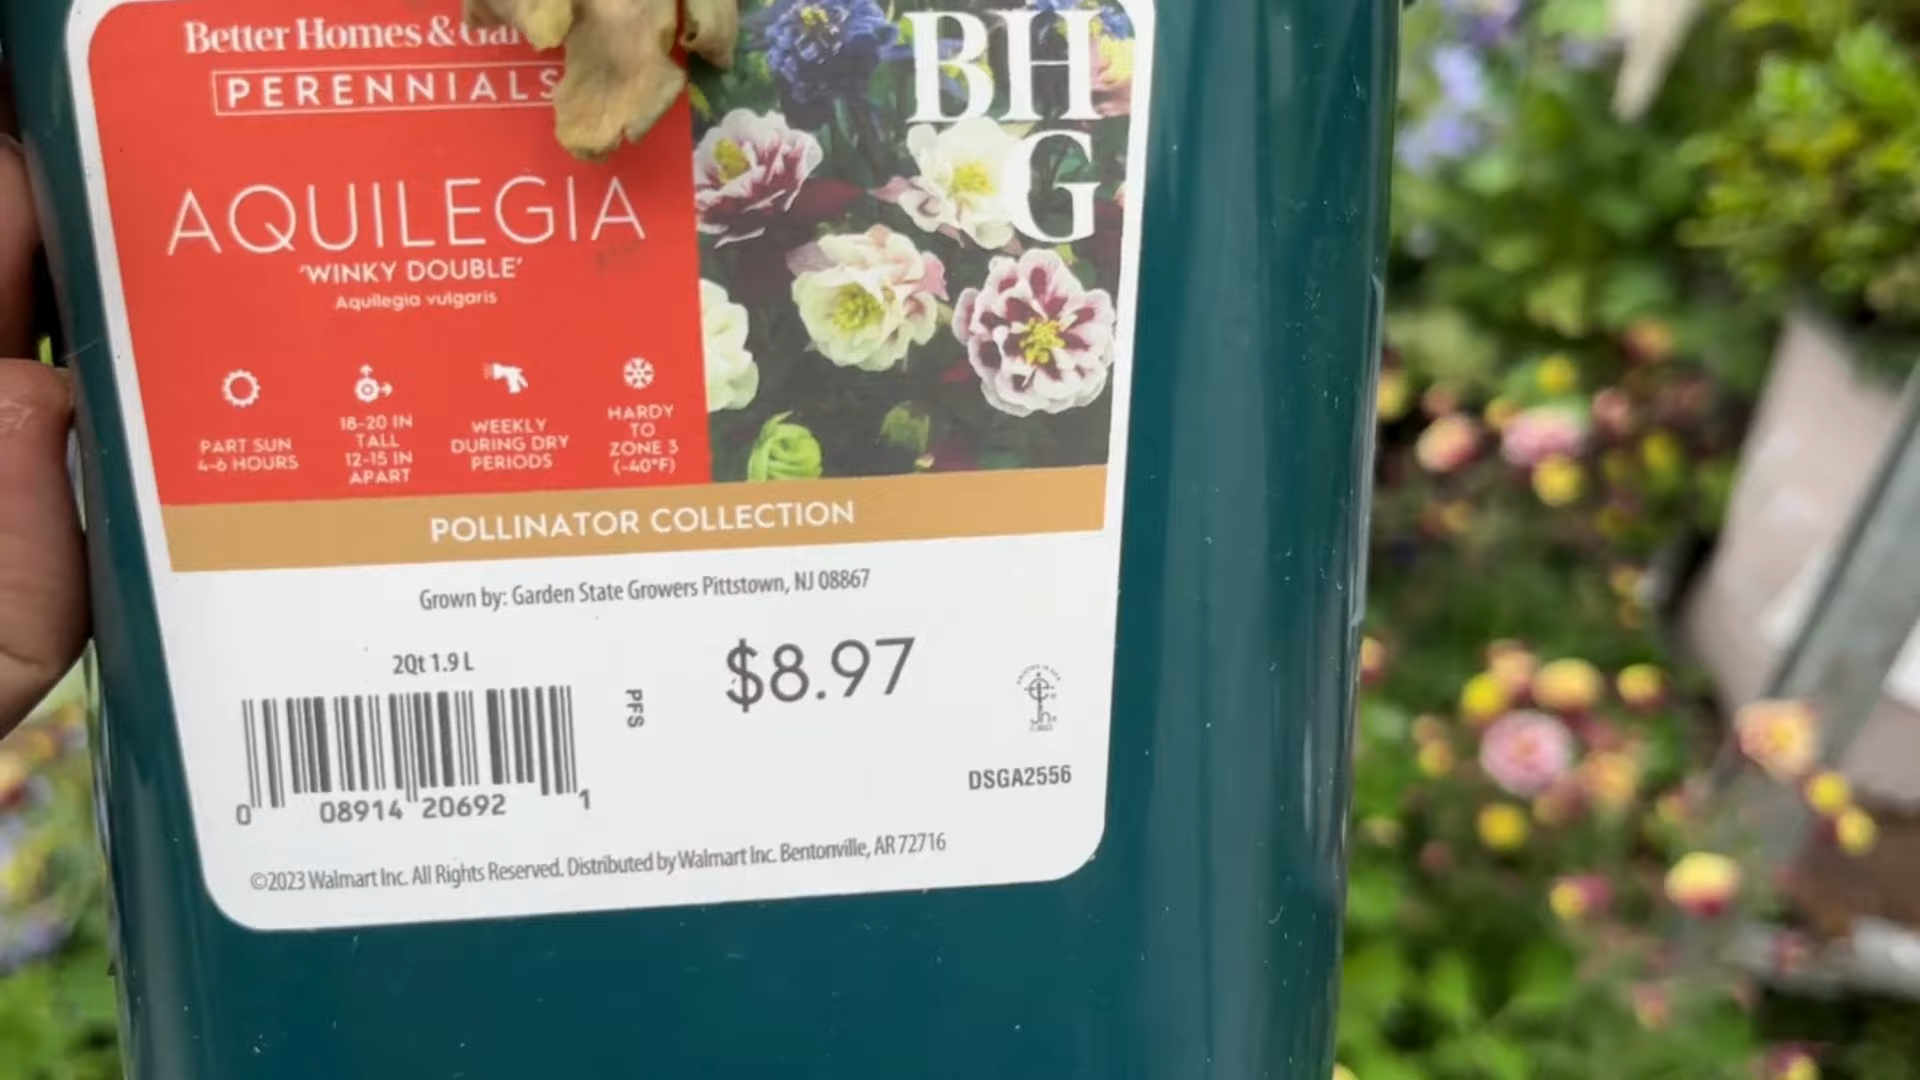 Better Homes &
PERENNIALS
BH
G
AQUILEGIA
'WINKY DOUBLE'
Aquilegia vulgaris
PART SUN
4-6 HOURS
18-20 IN
TALL
12-15 IN
APART
WEEKLY
DURING DRY
PERIODS
HARDY
TO
ZONE 3
(-40°F)
POLLINATOR COLLECTION
Grown by: Garden State Growers Pittstown, NJ 08867
2Qt 1.9 L
PFS
$8.97
0 08914 20692 1
DSGA2556
©2023 Walmart Inc. All Rights Reserved. Distributed by Walmart Inc. Bentonville, AR 72716